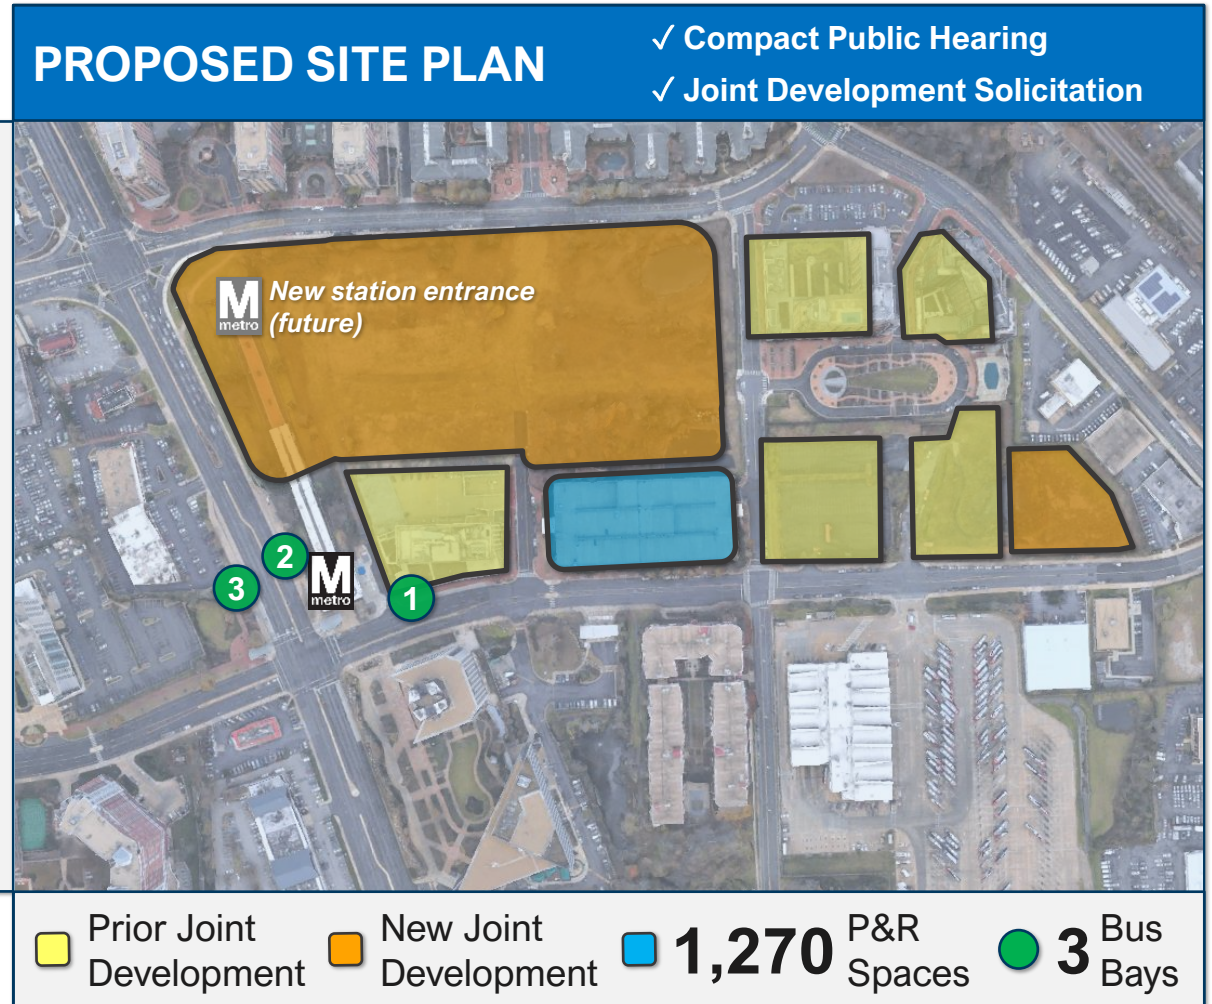 PROPOSED SITE PLAN
✓ Compact Public Hearing
✓ Joint Development Solicitation
M
metro
New station entrance
(future)
2
3
M
metro
1
Prior Joint
Development
New Joint
Development
1,270
P&R
Spaces
3
Bus
Bays